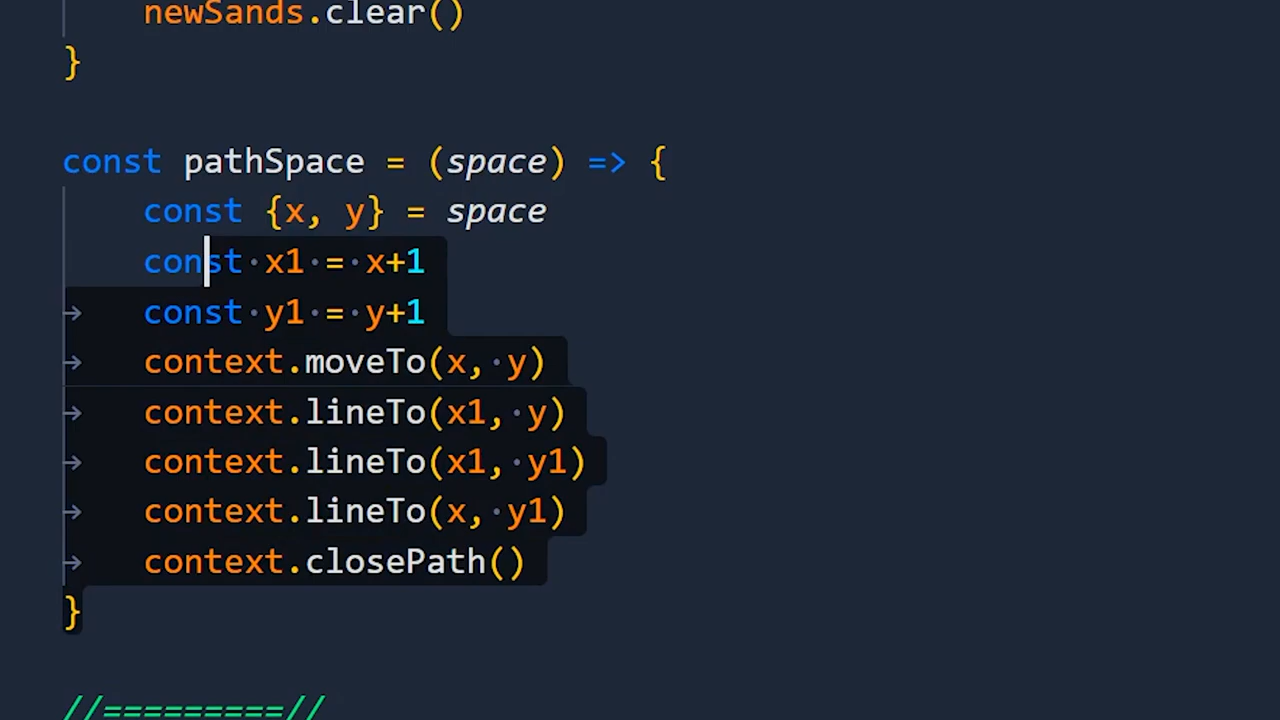 newSands.clear()
}
const pathSpace = (space) => {
const {x, y} = space
const x1 = x+1
const y1 = y+1
context.moveTo(x, y)
context.lineTo(x1, y)
context.lineTo(x1, y1)
context.lineTo(x, y1)
context.closePath()
}
//=========//